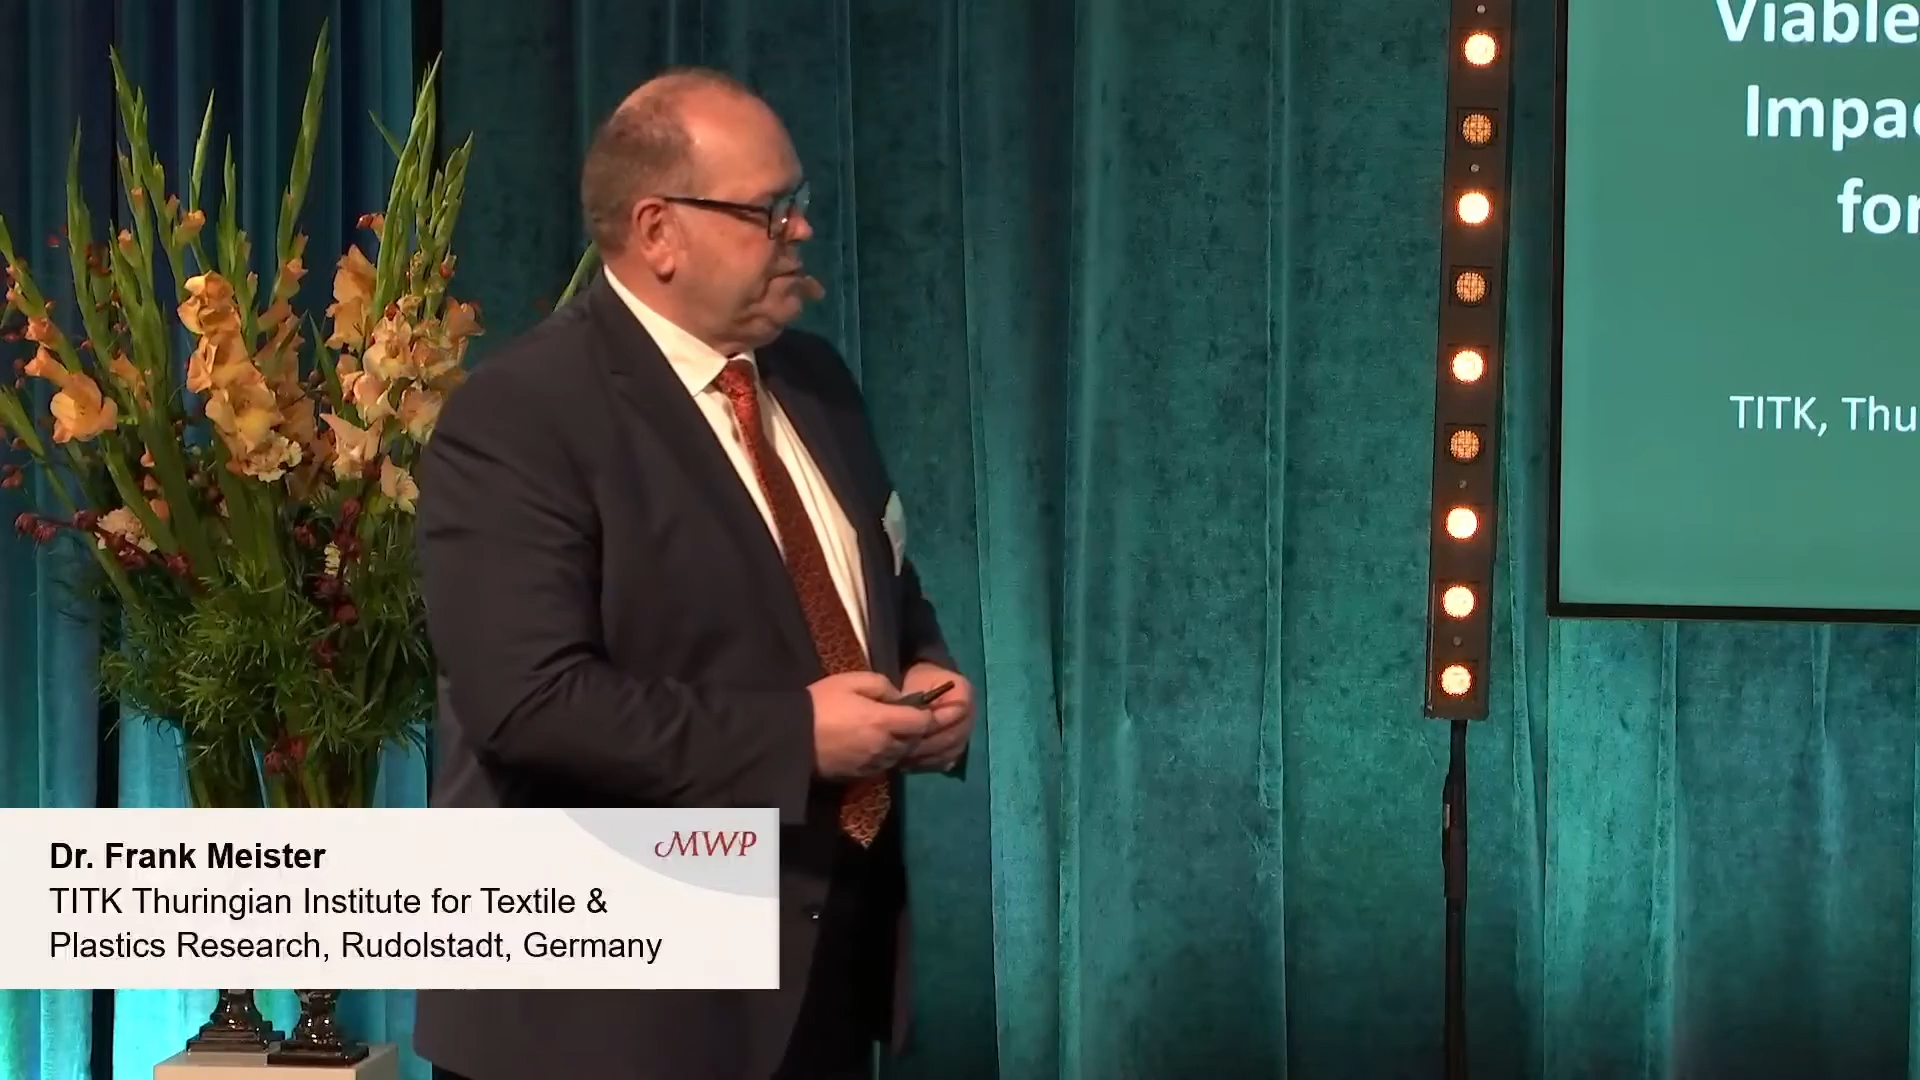 Viable
Impa
for
TITK, Thu
Dr. Frank Meister
MWP
TITK Thuringian Institute for Textile &
Plastics Research, Rudolstadt, Germany